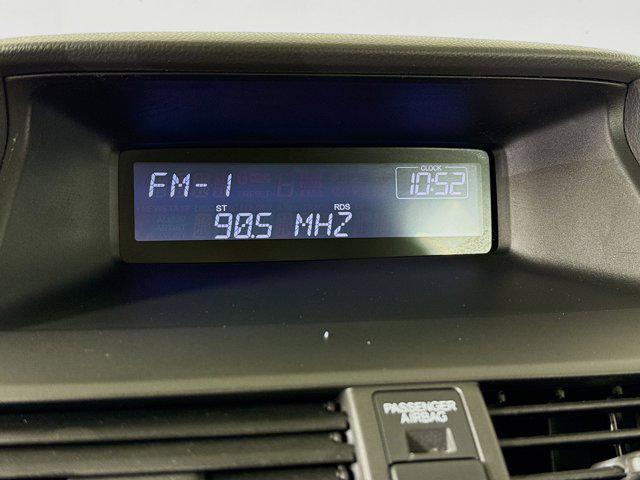 CLOCK
FM-1 10:52
ST RDS
90.5 MHZ
PASSENGER
AIRBAG